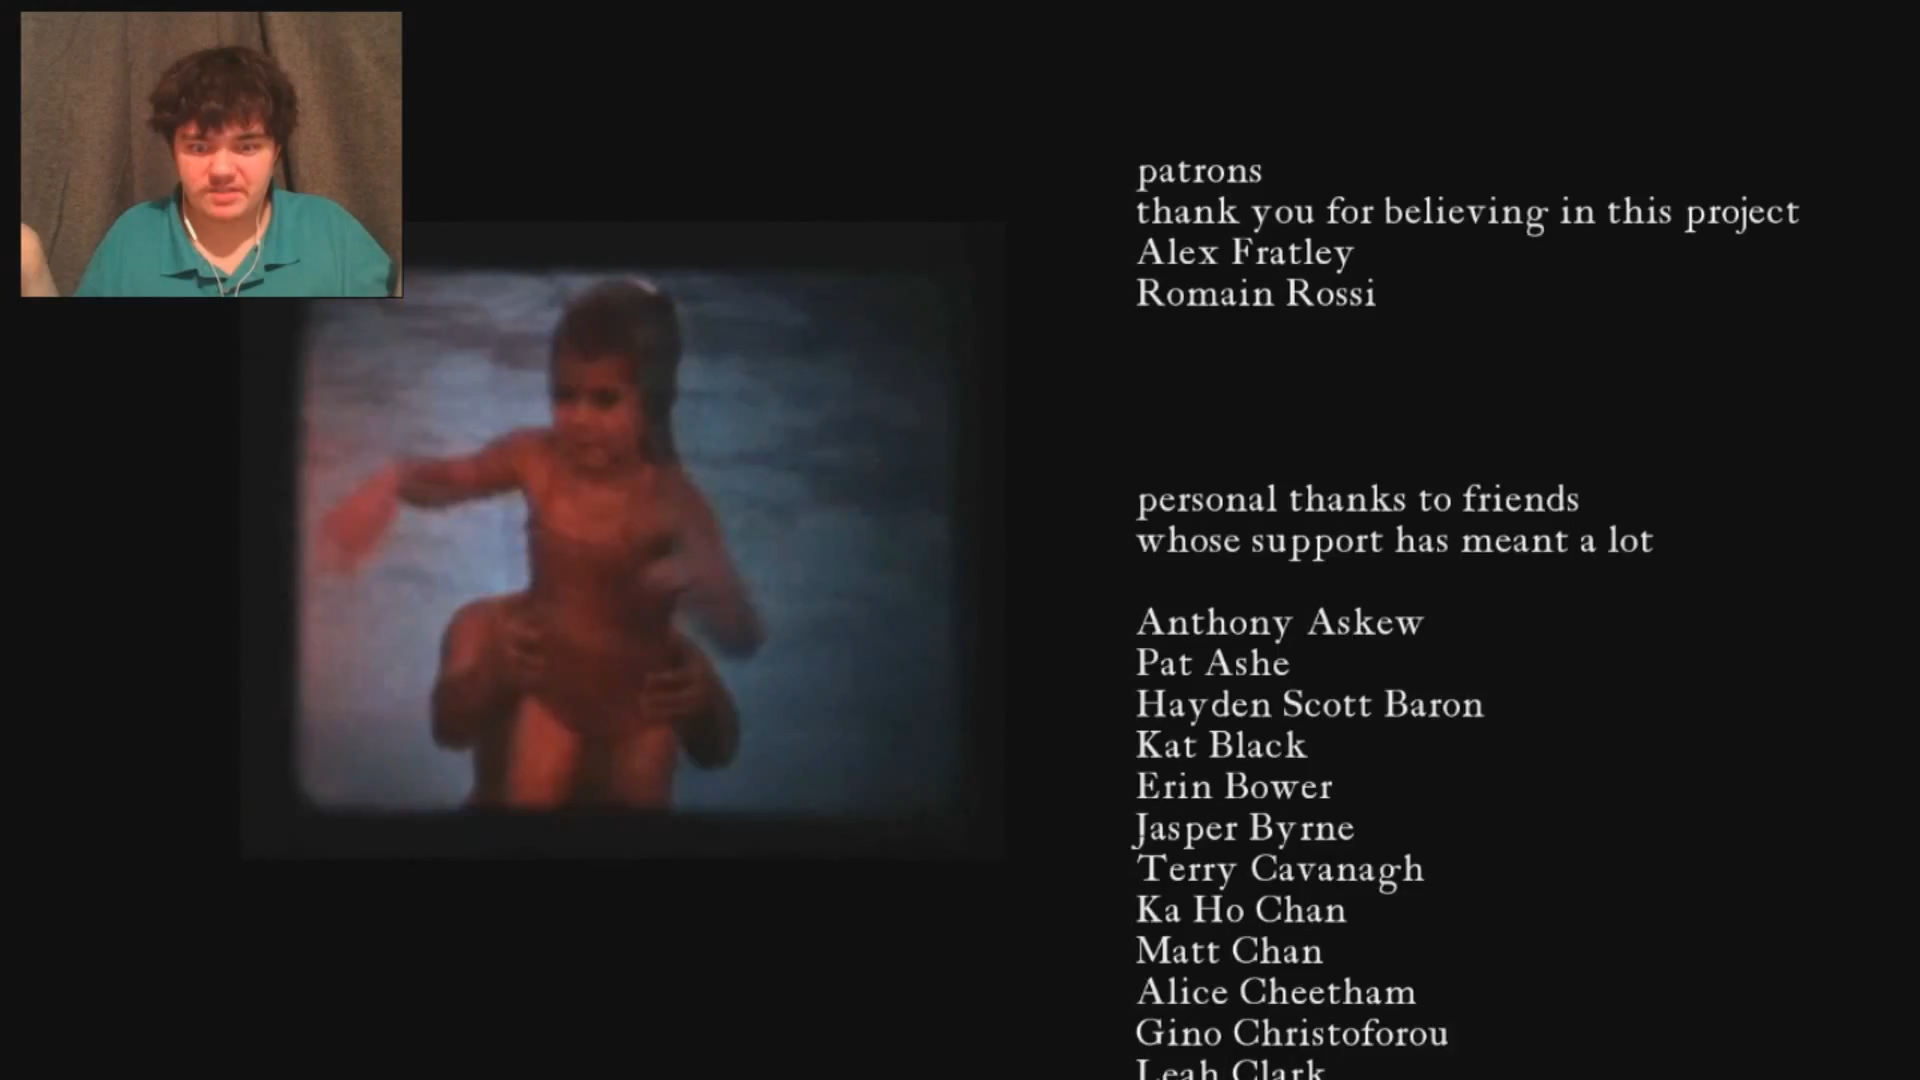 patrons
thank you for believing in this project
Alex Fratley
Romain Rossi
personal thanks to friends
whose support has meant a lot
Anthony Askew
Pat Ashe
Hayden Scott Baron
Kat Black
Erin Bower
Jasper Byrne
Terry Cavanagh
Ka Ho Chan
Matt Chan
Alice Cheetham
Gino Christoforou
Leah Clark